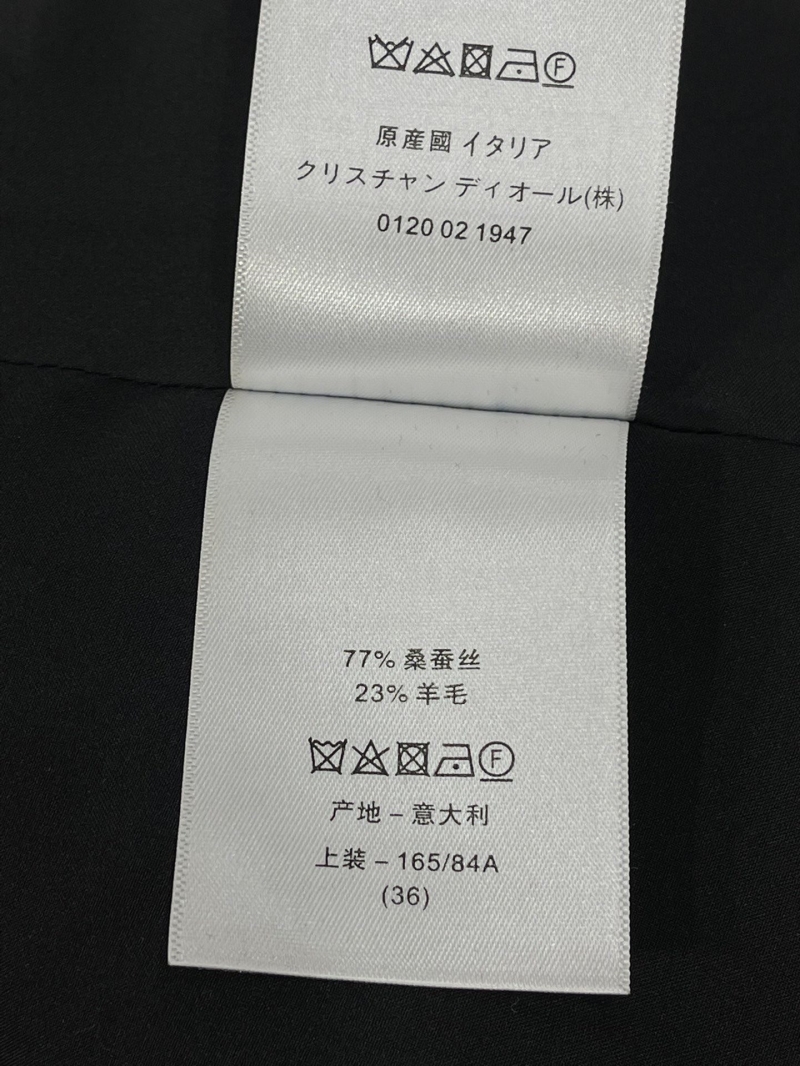 F
原産國 イタリア
クリスチャン ディオール(株)
0120 02 1947
77% 桑蚕丝
23% 羊毛
F
产地 – 意大利
上装 – 165/84A
(36)